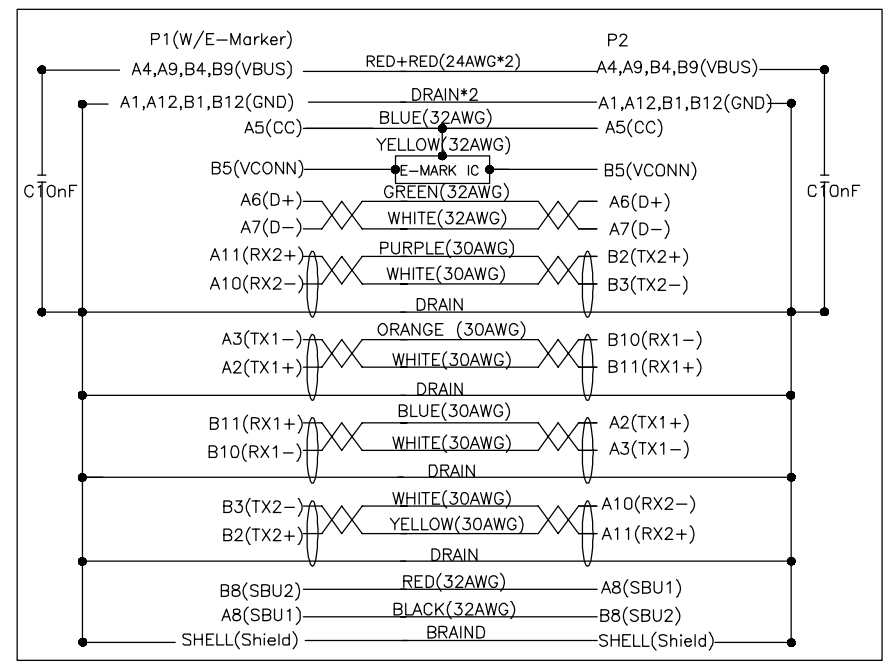 P1(W/E-Marker) P2
A4,A9,B4,B9(VBUS) RED+RED(24AWG*2) A4,A9,B4,B9(VBUS)
A1,A12,B1,B12(GND) DRAIN*2 A1,A12,B1,B12(GND)
A5(CC) BLUE(32AWG) A5(CC)
YELLOW(32AWG)
B5(VCONN) E-MARK IC B5(VCONN)
C10nF C10nF
A6(D+) GREEN(32AWG) A6(D+)
A7(D-) WHITE(32AWG) A7(D-)
A11(RX2+) PURPLE(30AWG) B2(TX2+)
A10(RX2-) WHITE(30AWG) B3(TX2-)
DRAIN
A3(TX1-) ORANGE (30AWG) B10(RX1-)
A2(TX1+) WHITE(30AWG) B11(RX1+)
DRAIN
B11(RX1+) BLUE(30AWG) A2(TX1+)
B10(RX1-) WHITE(30AWG) A3(TX1-)
DRAIN
B3(TX2-) WHITE(30AWG) A10(RX2-)
B2(TX2+) YELLOW(30AWG) A11(RX2+)
DRAIN
B8(SBU2) RED(32AWG) A8(SBU1)
A8(SBU1) BLACK(32AWG) B8(SBU2)
SHELL(Shield) BRAIND SHELL(Shield)